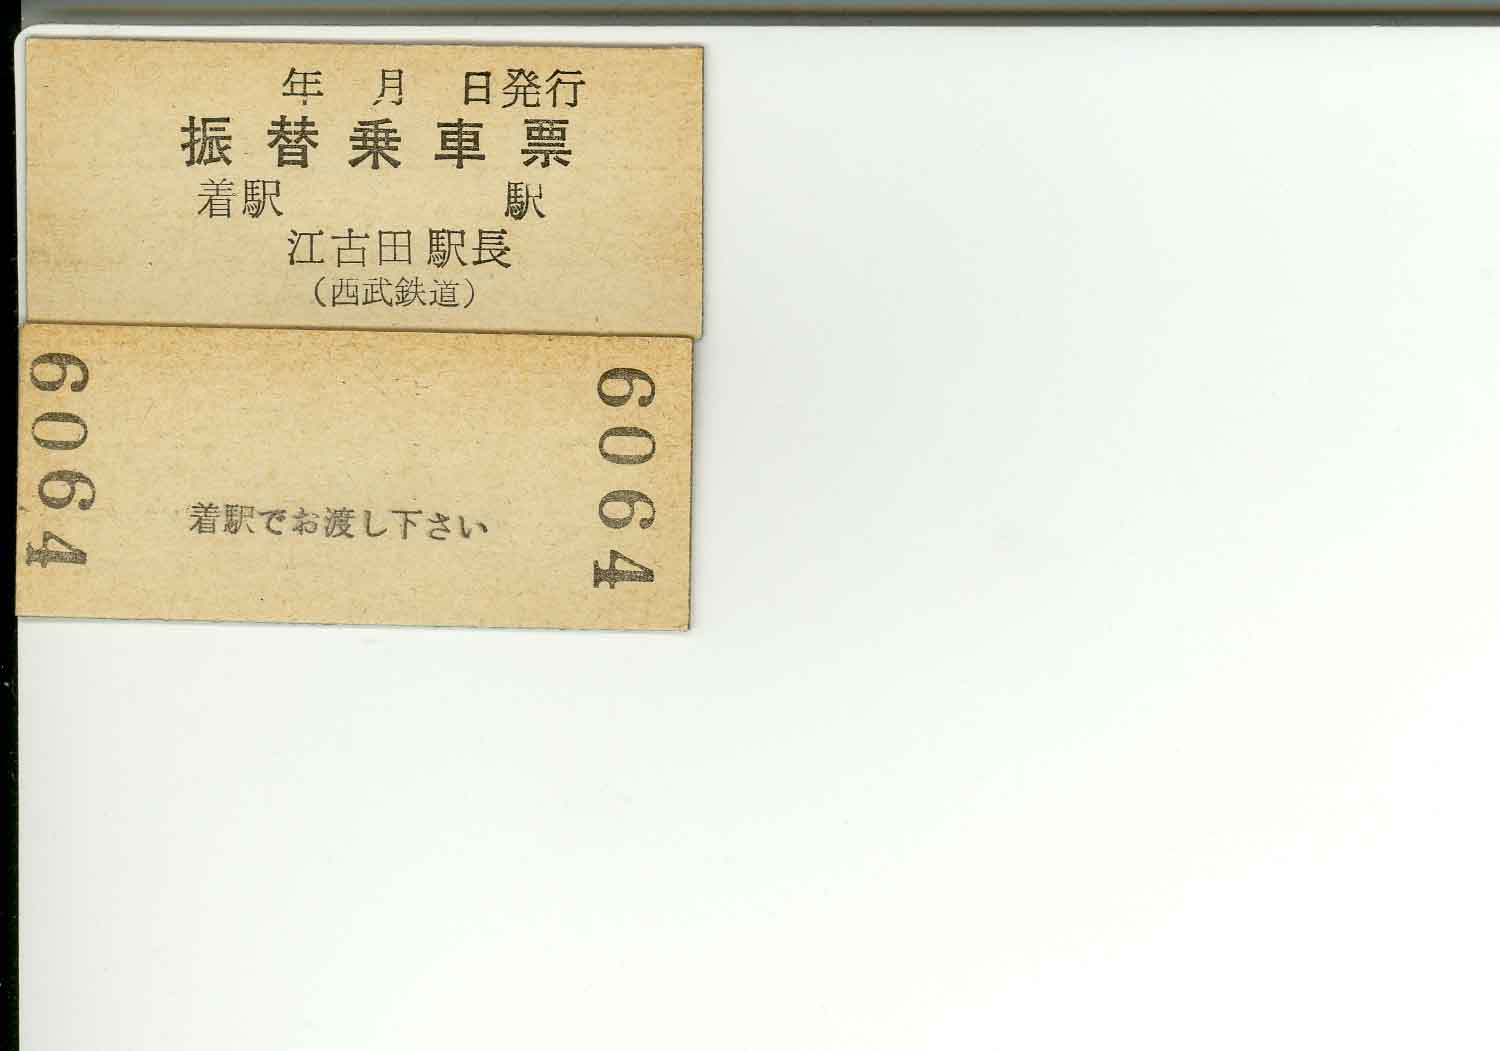 年 月 日発行
振替乗車票
着駅 駅
江古田駅長
（西武鉄道）
6064
着駅でお渡し下さい
6064